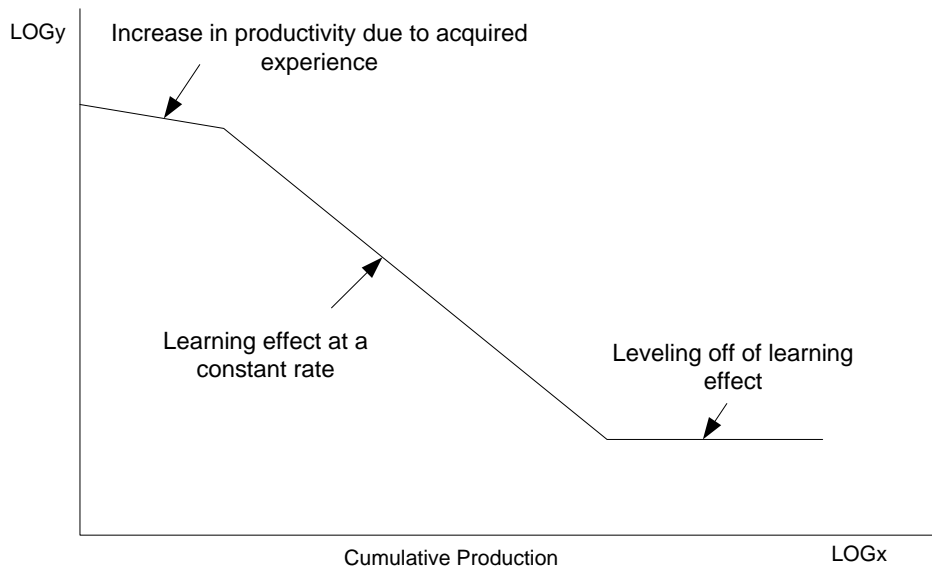 LOGy
Increase in productivity due to acquired
experience
Learning effect at a
constant rate
Leveling off of learning
effect
Cumulative Production
LOGx